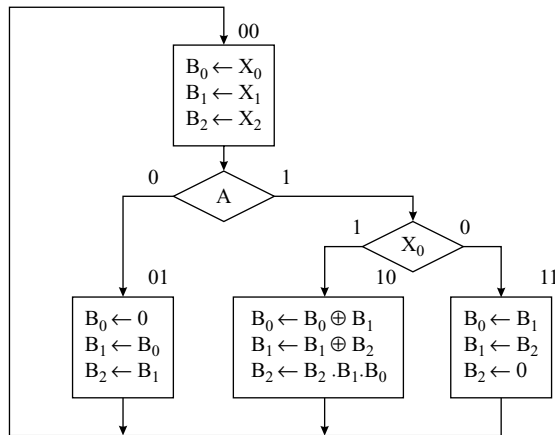 00
B₀ ← X₀
B₁ ← X₁
B₂ ← X₂
0
A
1
1
X₀
0
01
10
11
B₀ ← 0
B₁ ← B₀
B₂ ← B₁
B₀ ← B₀ ⊕ B₁
B₁ ← B₁ ⊕ B₂
B₂ ← B₂ .B₁.B₀
B₀ ← B₁
B₁ ← B₂
B₂ ← 0